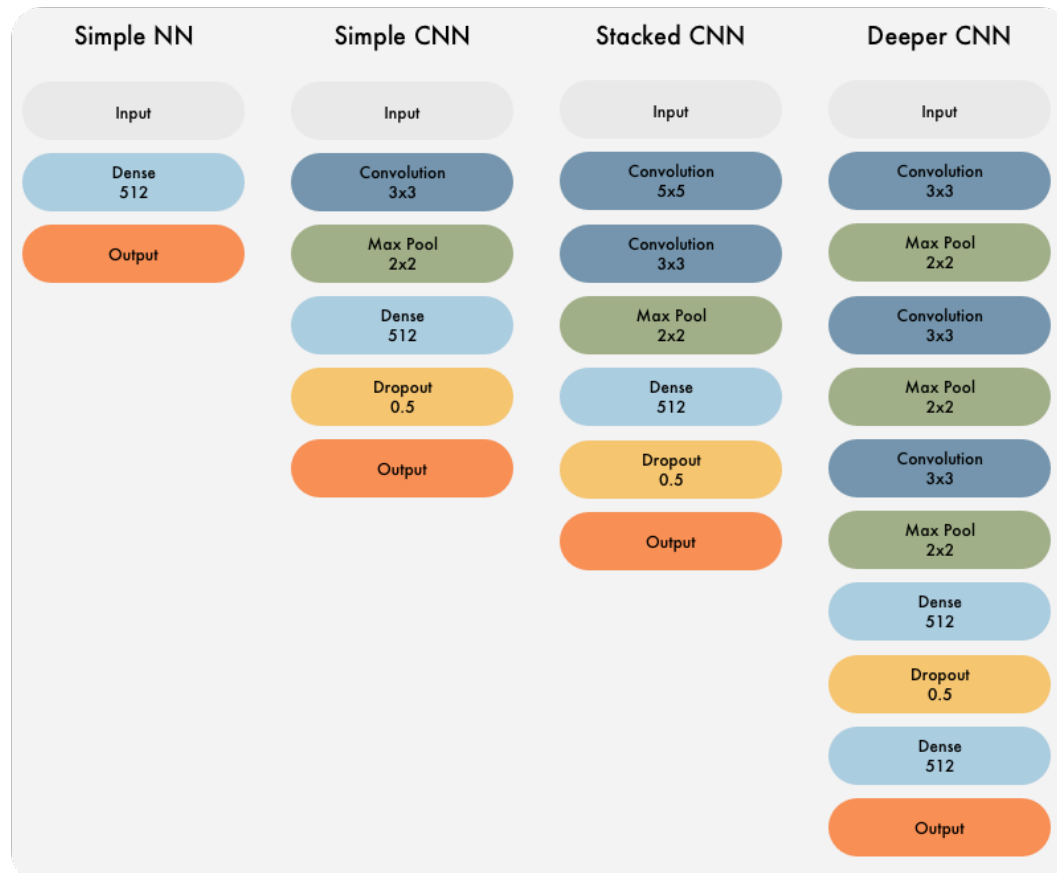 Simple NN
Input
Dense
512
Output
Simple CNN
Input
Convolution
3x3
Max Pool
2x2
Dense
512
Dropout
0.5
Output
Stacked CNN
Input
Convolution
5x5
Convolution
3x3
Max Pool
2x2
Dense
512
Dropout
0.5
Output
Deeper CNN
Input
Convolution
3x3
Max Pool
2x2
Convolution
3x3
Max Pool
2x2
Convolution
3x3
Max Pool
2x2
Dense
512
Dropout
0.5
Dense
512
Output